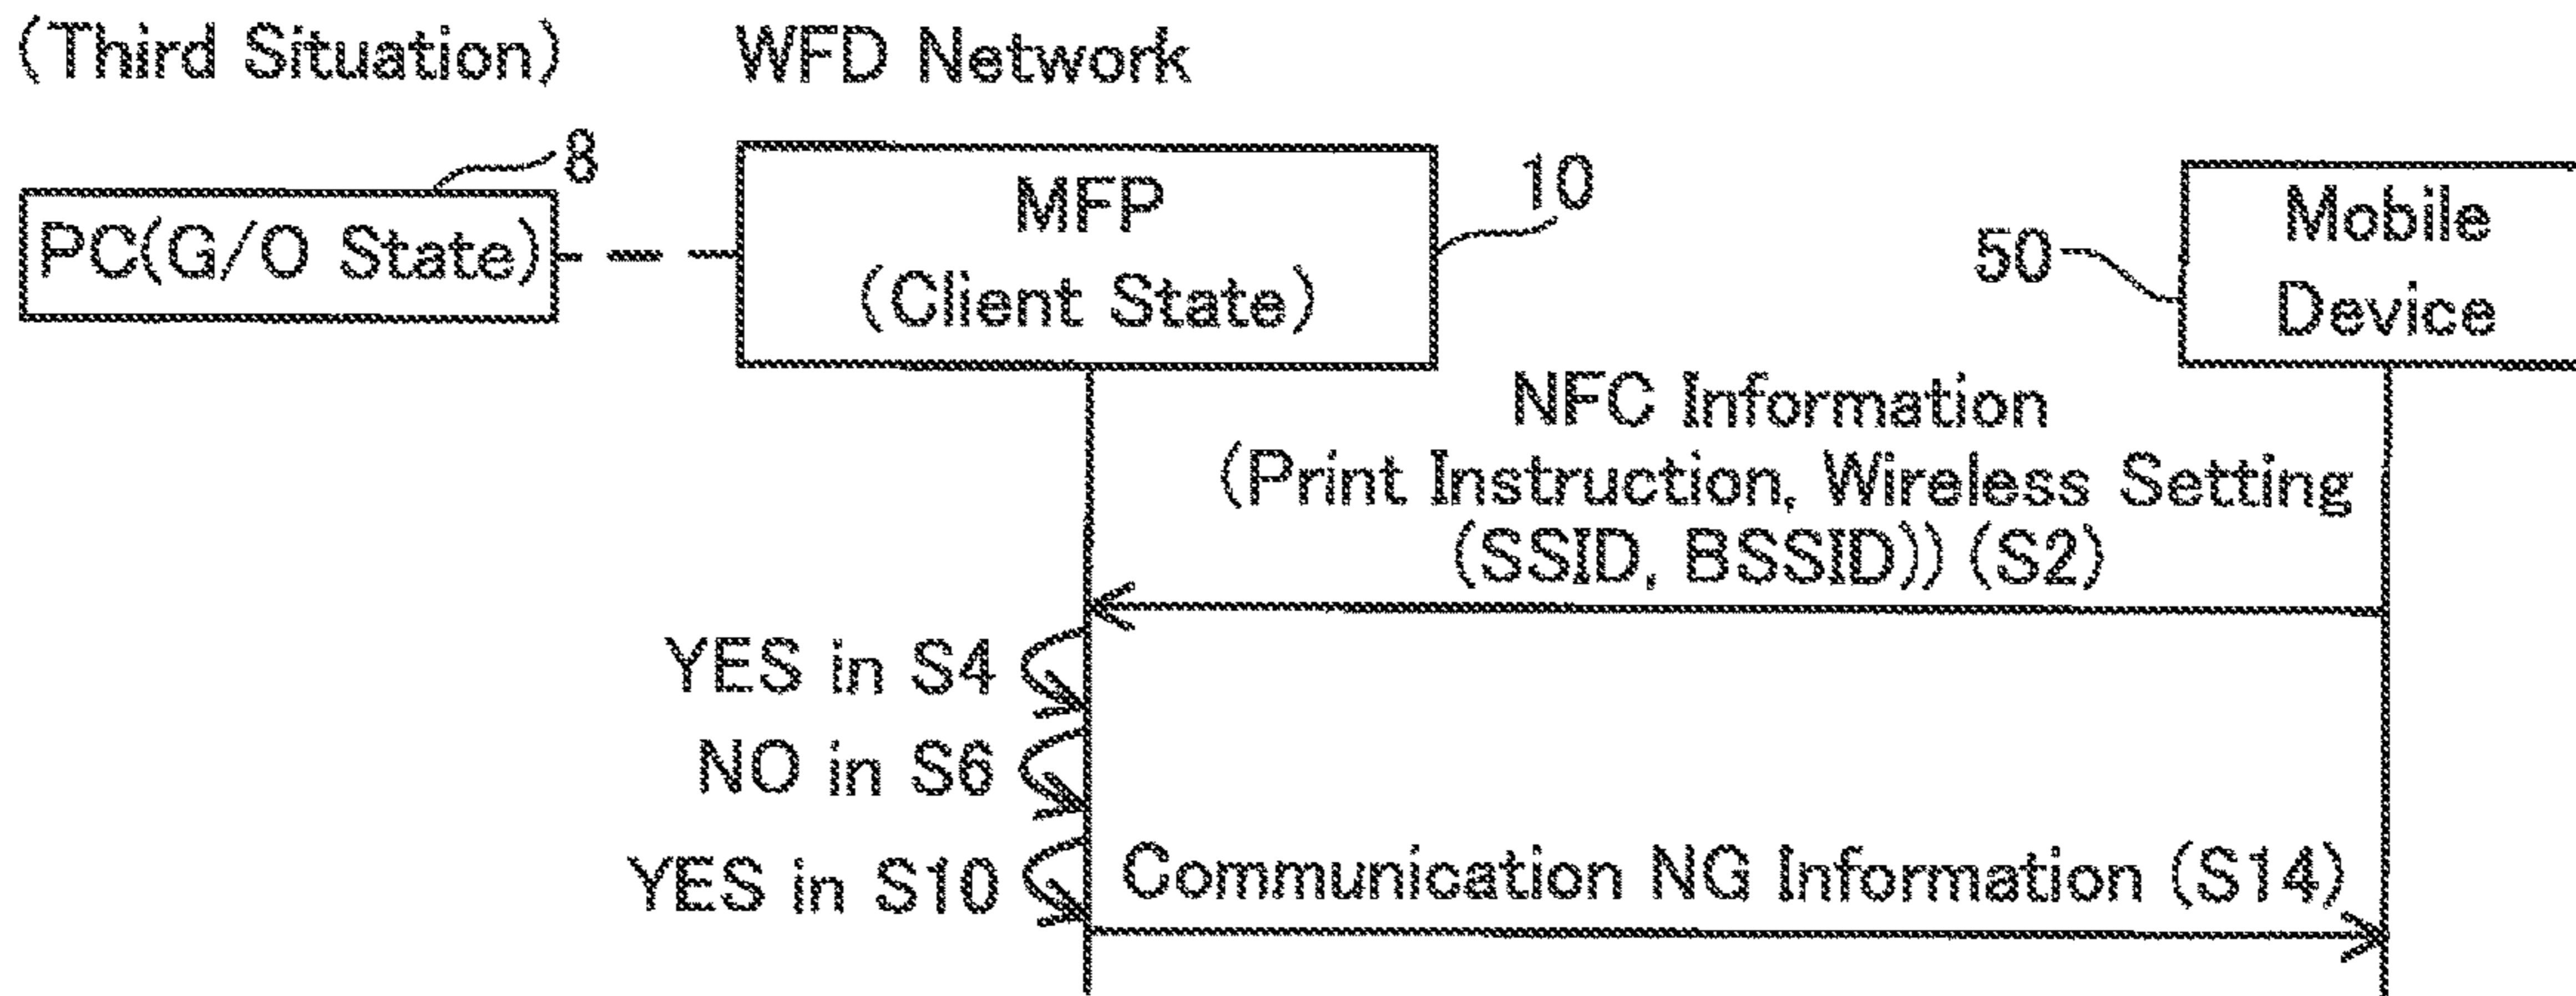 (Third Situation)
WFD Network
8
PC(G/O State)
MFP
(Client State)
10
50
Mobile
Device
NFC Information
(Print Instruction, Wireless Setting
(SSID, BSSID)) (S2)
YES in S4
NO in S6
YES in S10
Communication NG Information (S14)